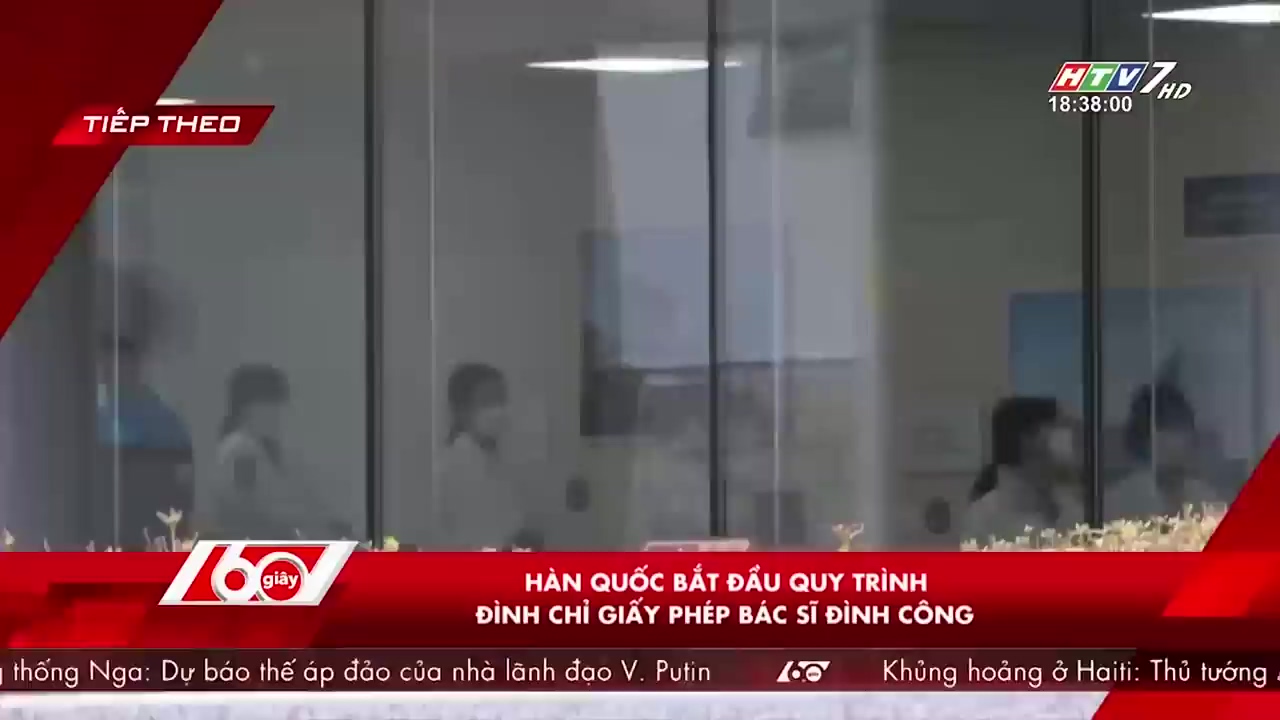 TIẾP THEO
HTV7 HD
18:38:00
60 giây
HÀN QUỐC BẮT ĐẦU QUY TRÌNH
ĐÌNH CHỈ GIẤY PHÉP BÁC SĨ ĐÌNH CÔNG
thống Nga: Dự báo thế áp đảo của nhà lãnh đạo V. Putin 60 giây Khủng hoảng ở Haiti: Thủ tướng